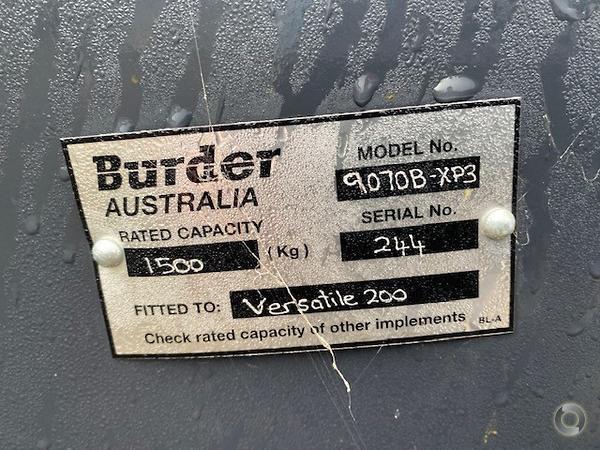 Burder
AUSTRALIA
MODEL No.
9070B-XP3
RATED CAPACITY
1500 (Kg)
SERIAL No.
244
FITTED TO: Versatile 200
Check rated capacity of other implements BL-A